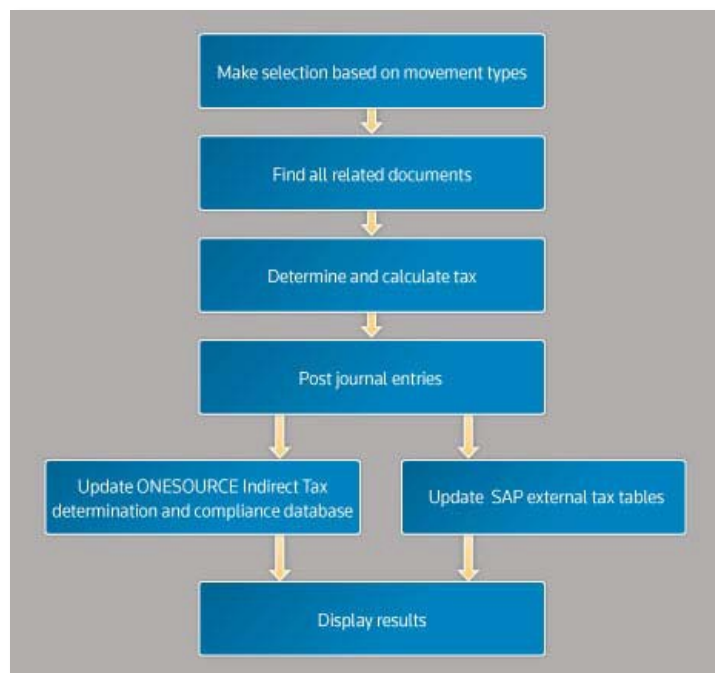 Make selection based on movement types
Find all related documents
Determine and calculate tax
Post journal entries
Update ONESOURCE Indirect Tax
determination and compliance database
Update SAP external tax tables
Display results